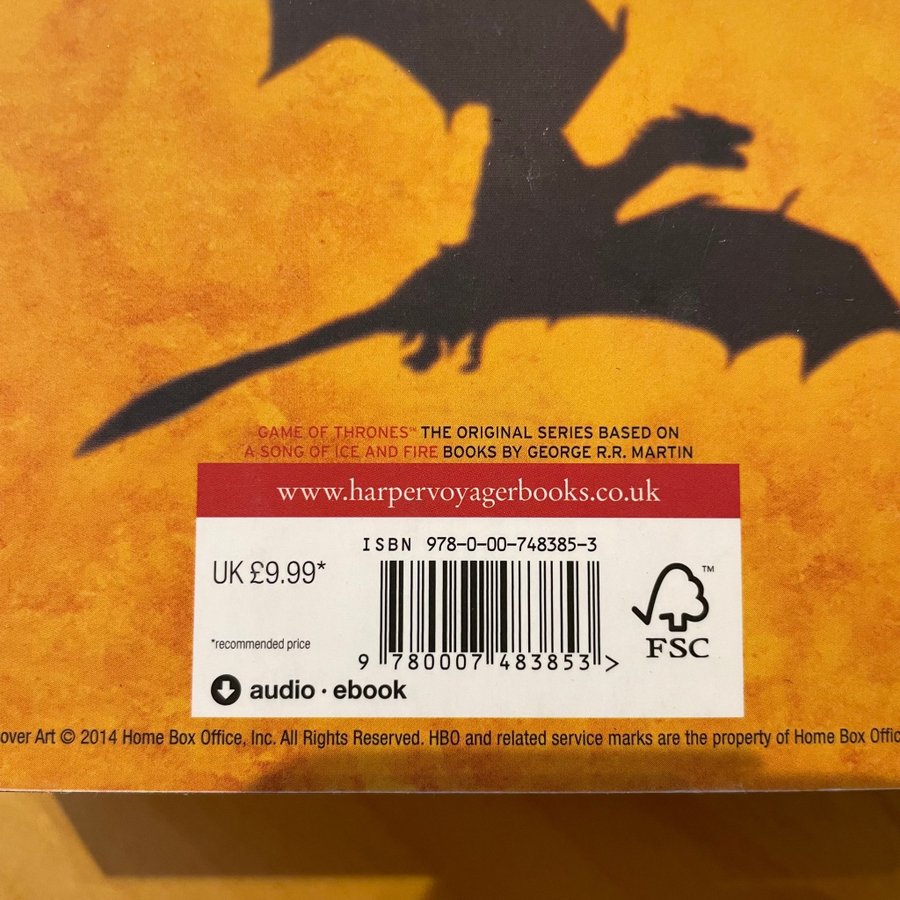 GAME OF THRONES™ THE ORIGINAL SERIES BASED ON
A SONG OF ICE AND FIRE BOOKS BY GEORGE R.R. MARTIN
www.harpervoyagerbooks.co.uk
ISBN 978-0-00-748385-3
UK £9.99*
*recommended price
9 780007 483853 >
™
FSC
audio · ebook
Art © 2014 Home Box Office, Inc. All Rights Reserved. HBO and related service marks are the property of Home Box